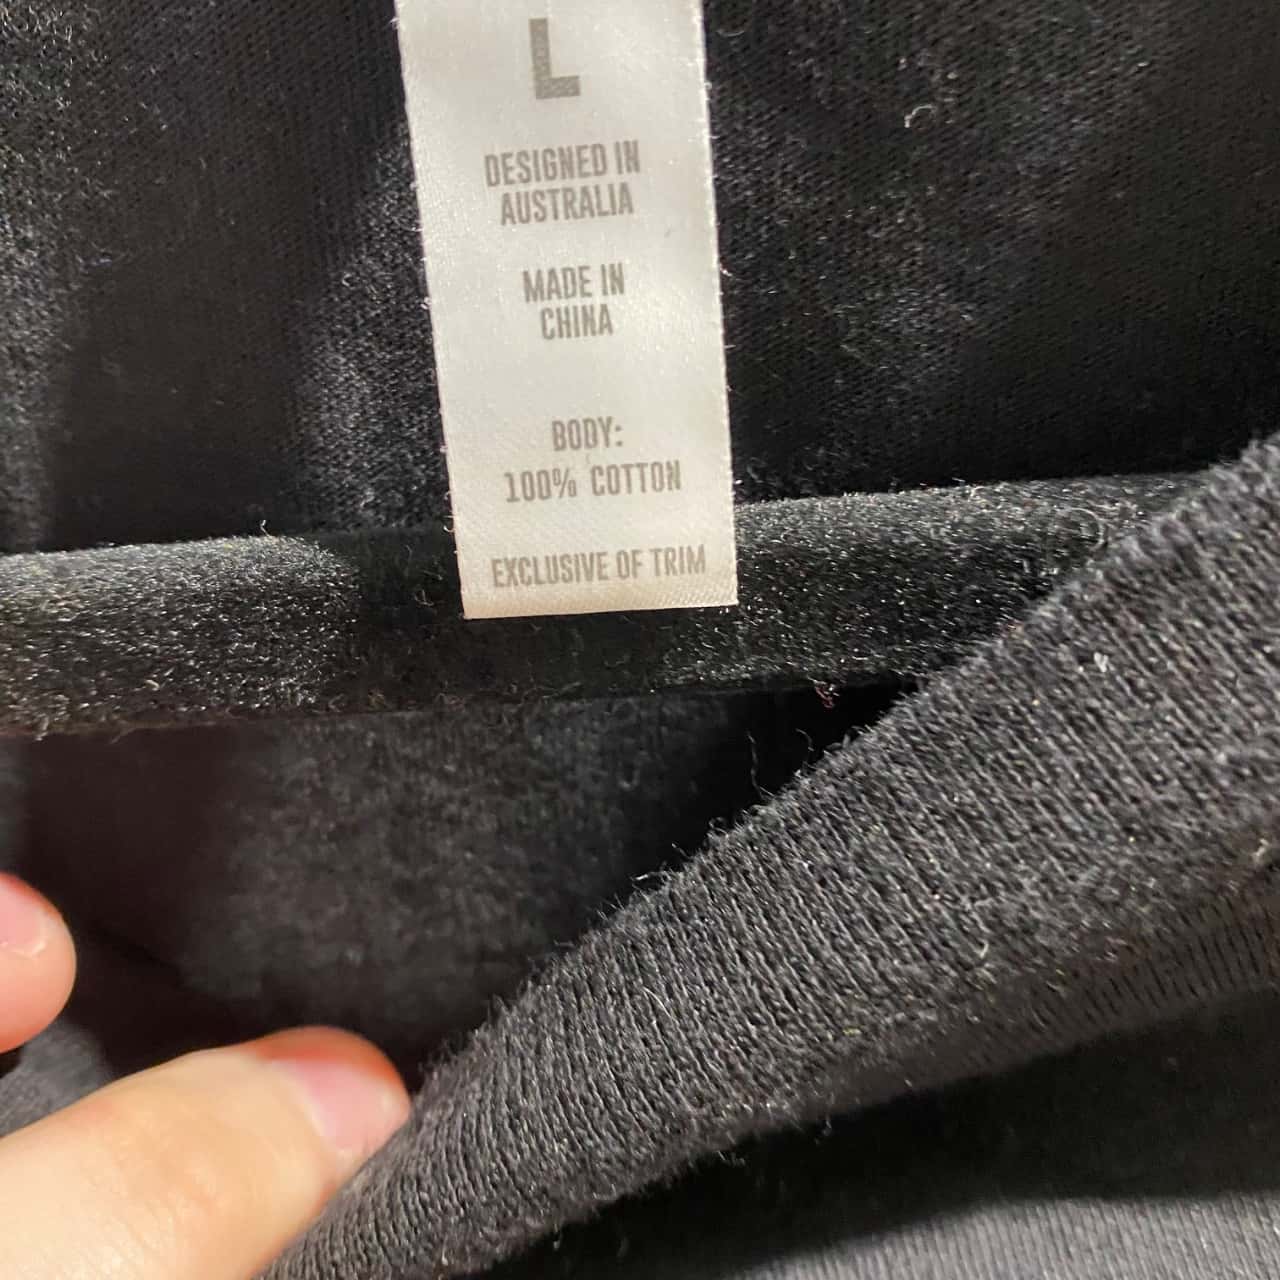 L
DESIGNED IN
AUSTRALIA
MADE IN
CHINA
BODY:
100% COTTON
EXCLUSIVE OF TRIM